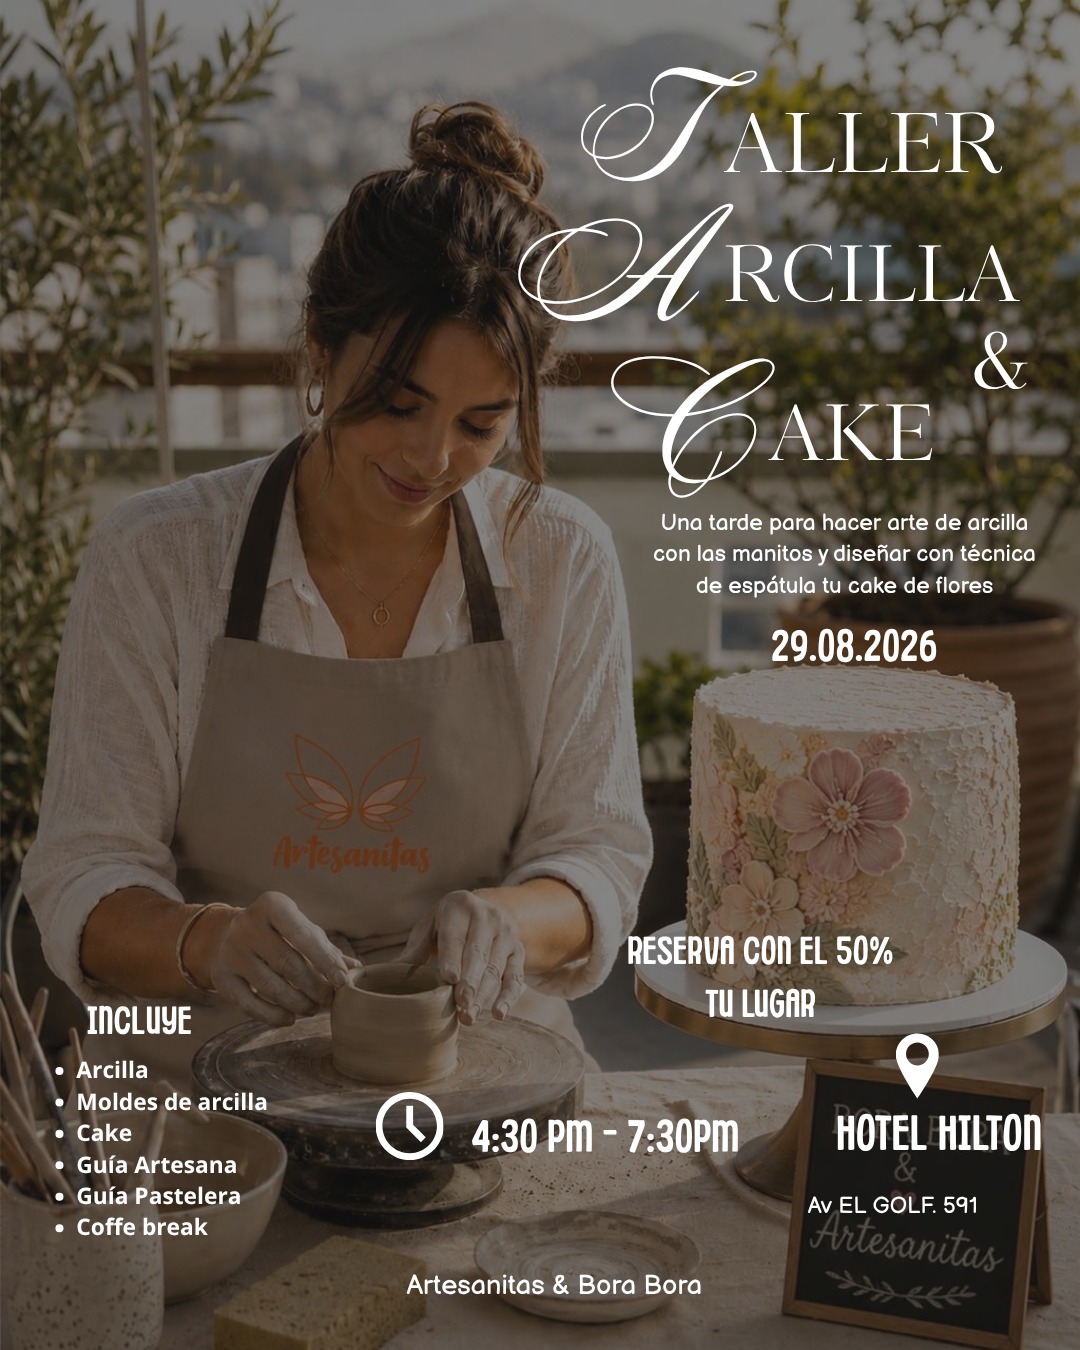 TALLER
ARCILLA
&
CAKE
Una tarde para hacer arte de arcilla
con las manitos y diseñar con técnica
de espátula tu cake de flores
29.08.2026
Artesanitas
RESERVA CON EL 50%
TU LUGAR
INCLUYE
• Arcilla
• Moldes de arcilla
• Cake
• Guía Artesana
• Guía Pastelera
• Coffe break
4:30 PM - 7:30PM
HOTEL HILTON
Av EL GOLF. 591
&
Artesanitas
Artesanitas & Bora Bora